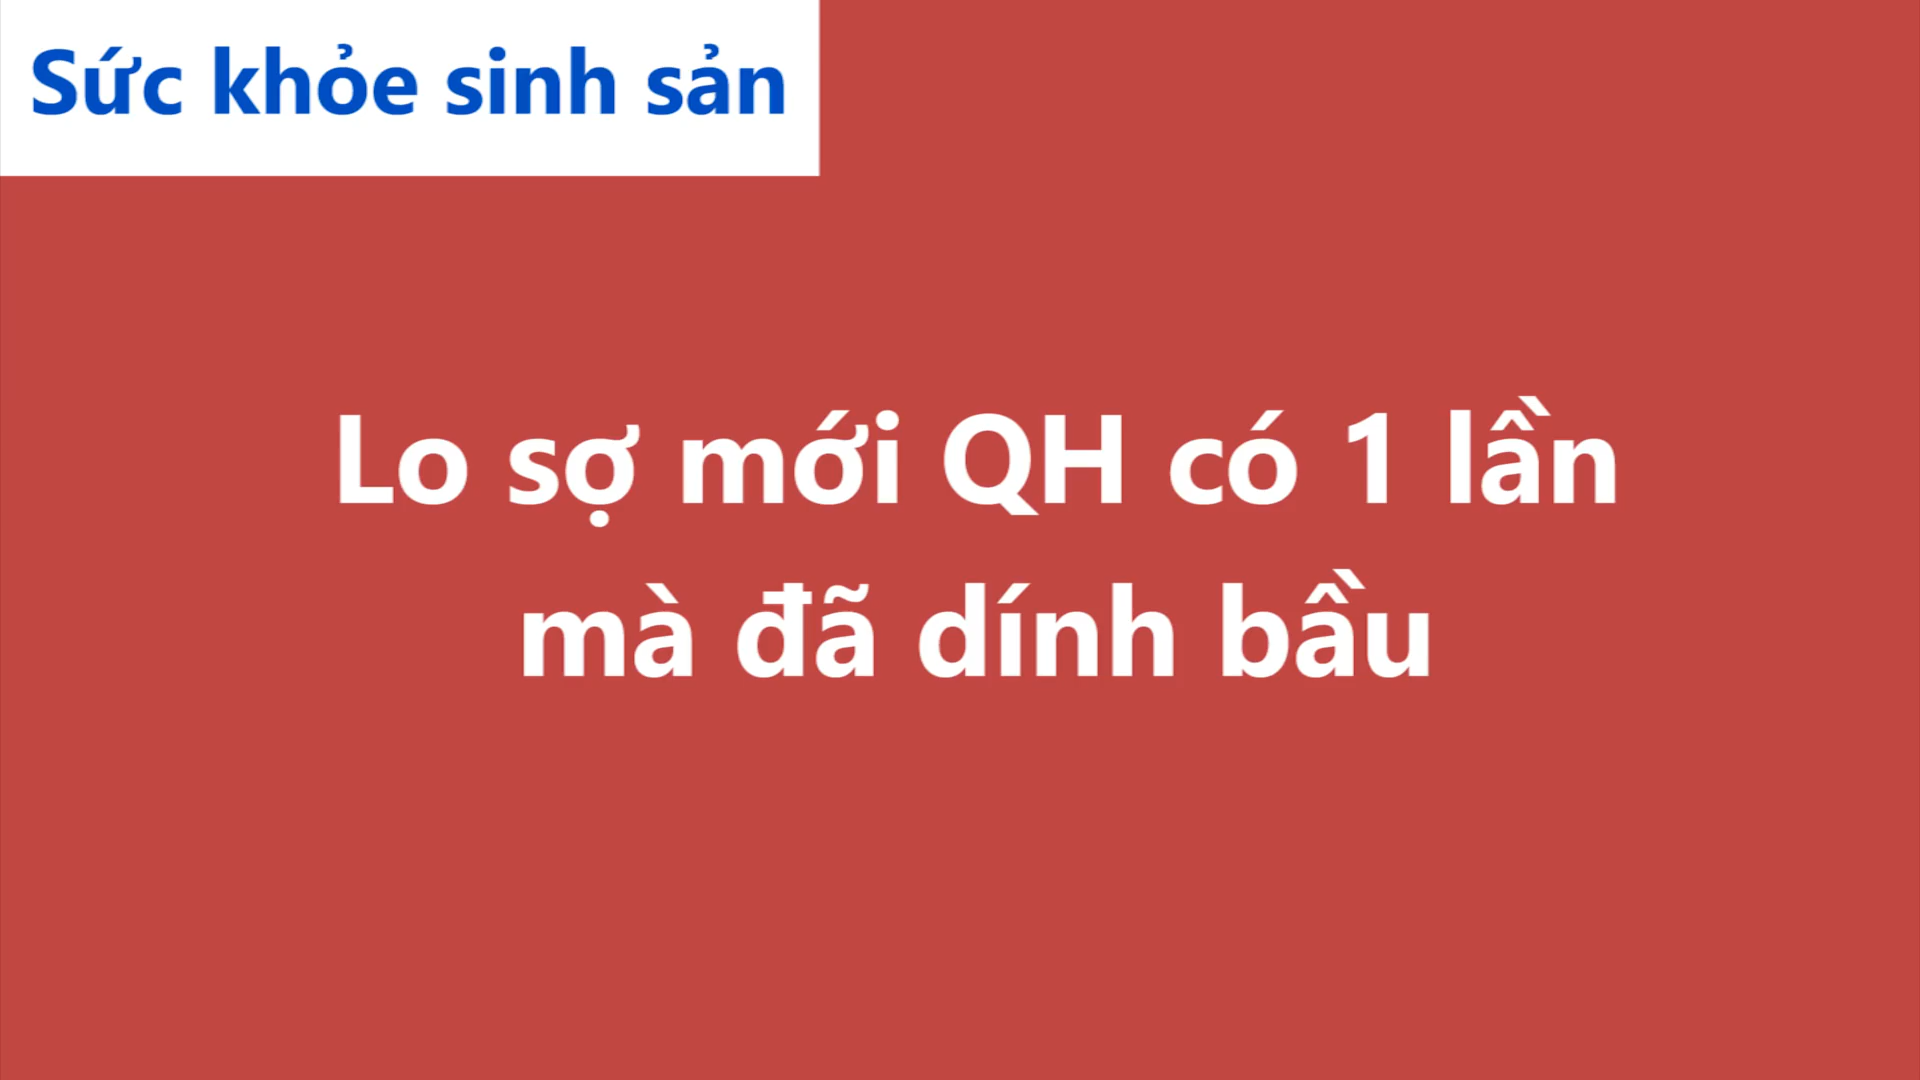 Sức khỏe sinh sản
Lo sợ mới QH có 1 lần
mà đã dính bầu